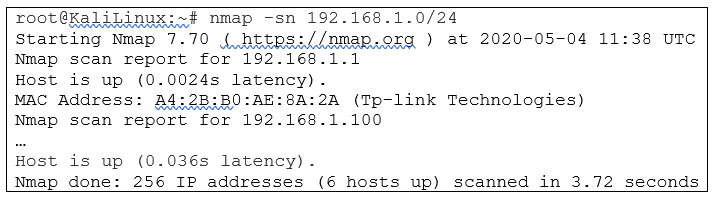 root@KaliLinux:~# nmap -sn 192.168.1.0/24
Starting Nmap 7.70 ( https://nmap.org ) at 2020-05-04 11:38 UTC
Nmap scan report for 192.168.1.1
Host is up (0.0024s latency).
MAC Address: A4:2B:B0:AE:8A:2A (Tp-link Technologies)
Nmap scan report for 192.168.1.100
…
Host is up (0.036s latency).
Nmap done: 256 IP addresses (6 hosts up) scanned in 3.72 seconds